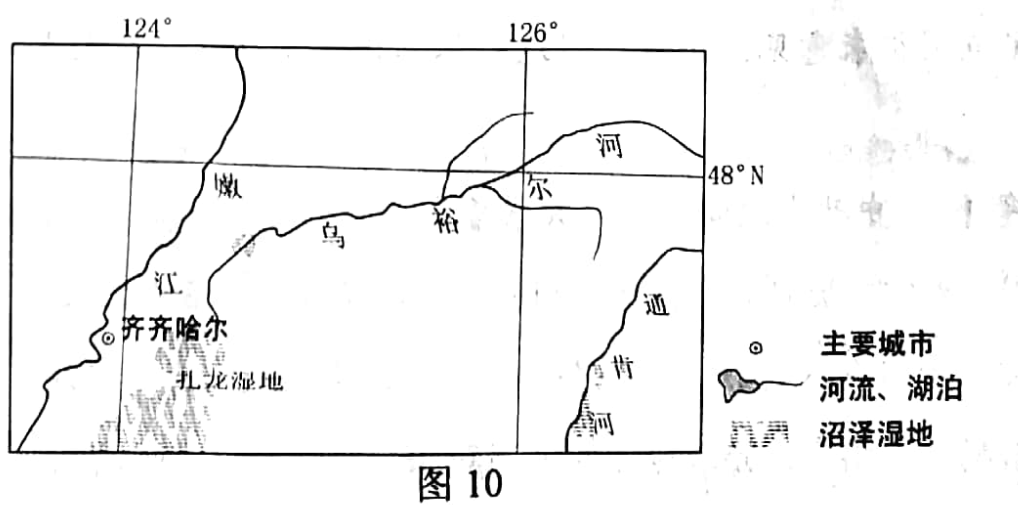 124°
126°
48°N
嫩
江
乌
裕
尔
河
齐齐哈尔
扎龙湿地
通
肯
河
主要城市
河流、湖泊
沼泽湿地
图 10